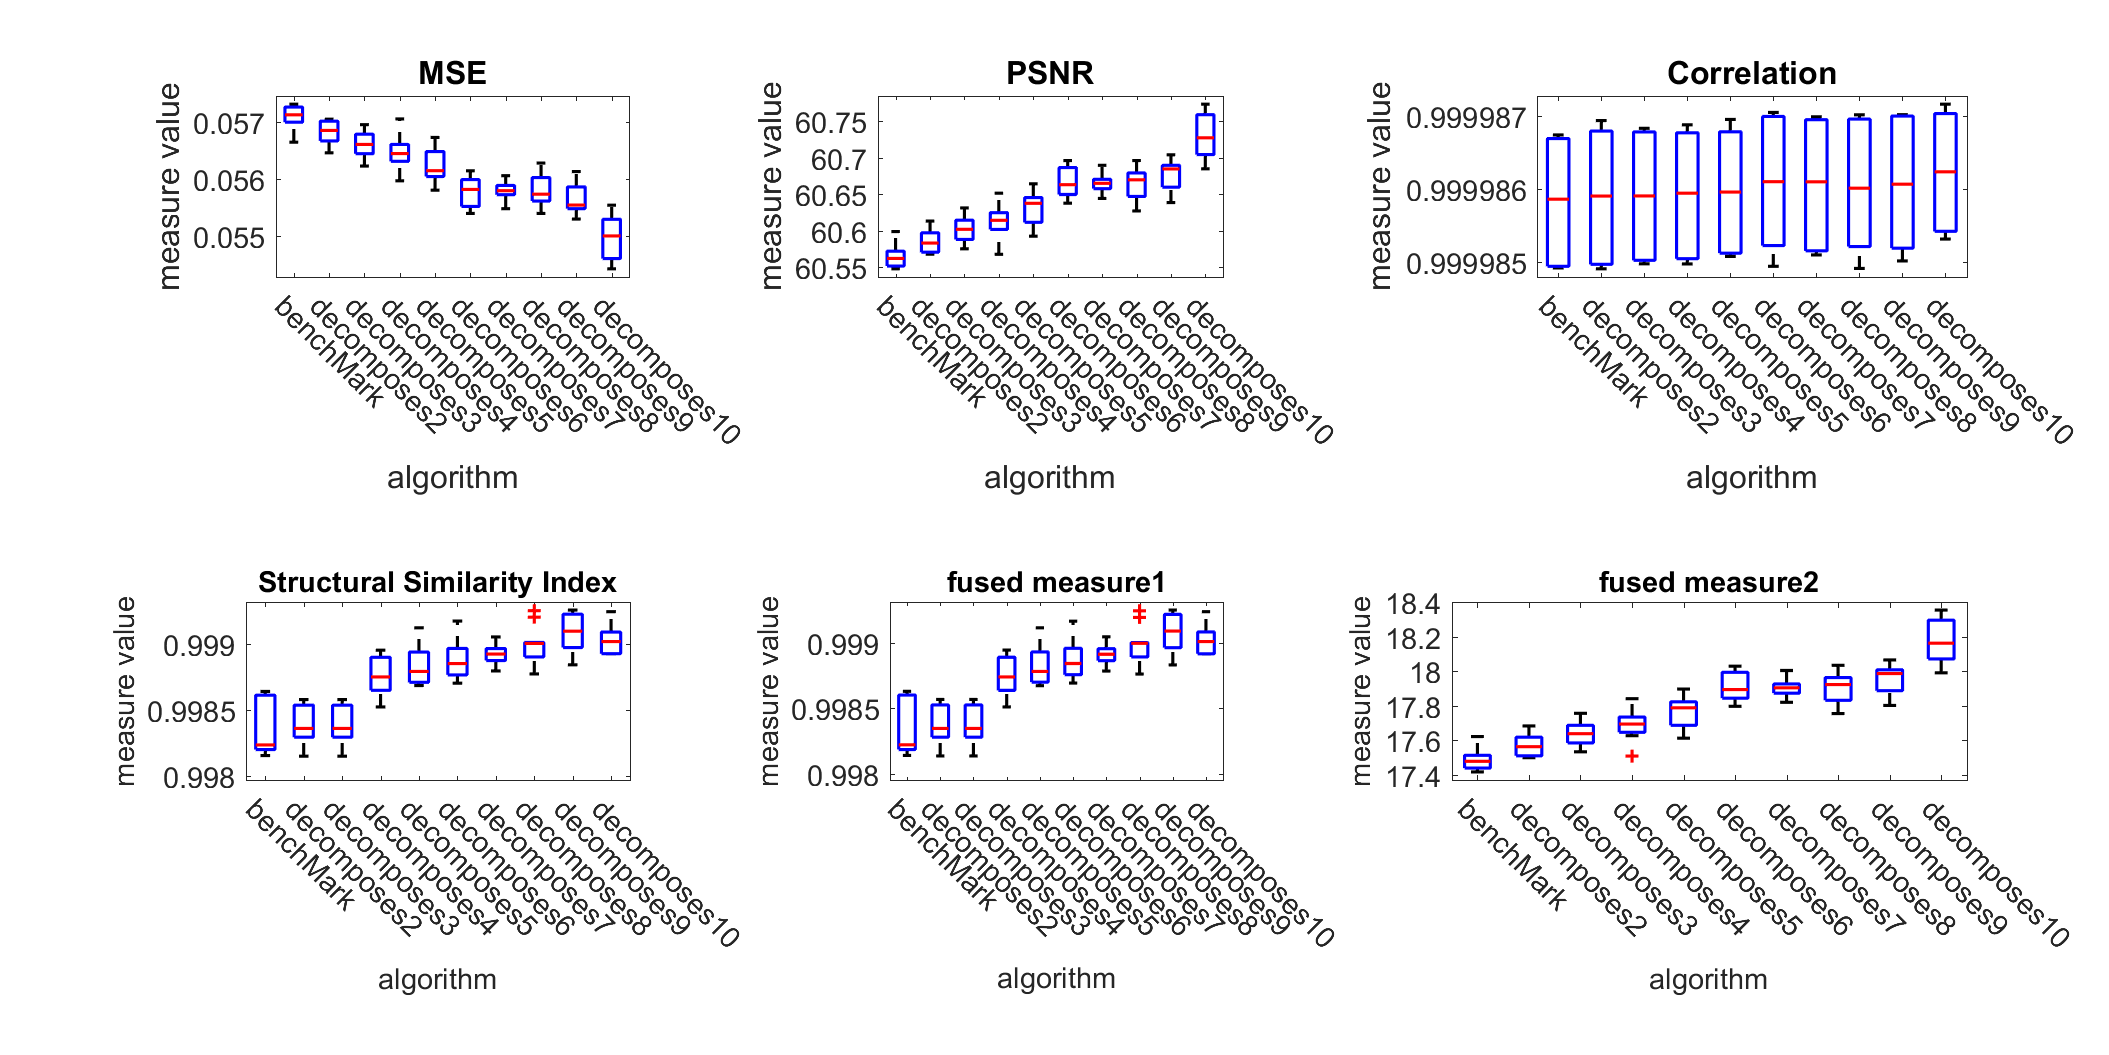 MSE
measure value
0.057
0.056
0.055
benchMark
decomposes2
decomposes3
decomposes4
decomposes5
decomposes6
decomposes7
decomposes8
decomposes9
decomposes10
algorithm
PSNR
measure value
60.75
60.7
60.65
60.6
60.55
benchMark
decomposes2
decomposes3
decomposes4
decomposes5
decomposes6
decomposes7
decomposes8
decomposes9
decomposes10
algorithm
Correlation
measure value
0.999987
0.999986
0.999985
benchMark
decomposes2
decomposes3
decomposes4
decomposes5
decomposes6
decomposes7
decomposes8
decomposes9
decomposes10
algorithm
Structural Similarity Index
measure value
0.999
0.9985
0.998
benchMark
decomposes2
decomposes3
decomposes4
decomposes5
decomposes6
decomposes7
decomposes8
decomposes9
decomposes10
algorithm
fused measure1
measure value
0.999
0.9985
0.998
benchMark
decomposes2
decomposes3
decomposes4
decomposes5
decomposes6
decomposes7
decomposes8
decomposes9
decomposes10
algorithm
fused measure2
measure value
18.4
18.2
18
17.8
17.6
17.4
benchMark
decomposes2
decomposes3
decomposes4
decomposes5
decomposes6
decomposes7
decomposes8
decomposes9
decomposes10
algorithm